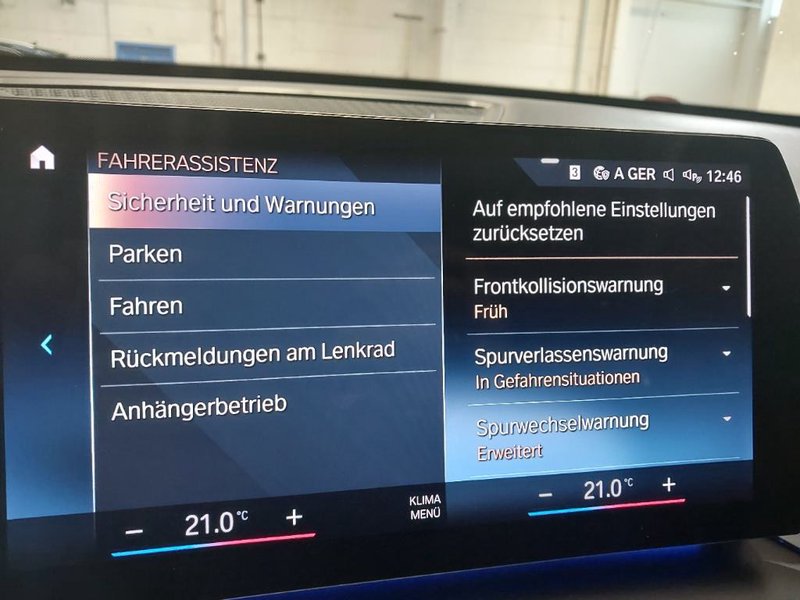 FAHRERASSISTENZ
3 A GER 12:46
Sicherheit und Warnungen
Parken
Fahren
Rückmeldungen am Lenkrad
Anhängerbetrieb
Auf empfohlene Einstellungen
zurücksetzen
Frontkollisionswarnung
Früh
Spurverlassenswarnung
In Gefahrensituationen
Spurwechselwarnung
Erweitert
− 21.0 °C +
KLIMA
MENÜ
− 21.0 °C +